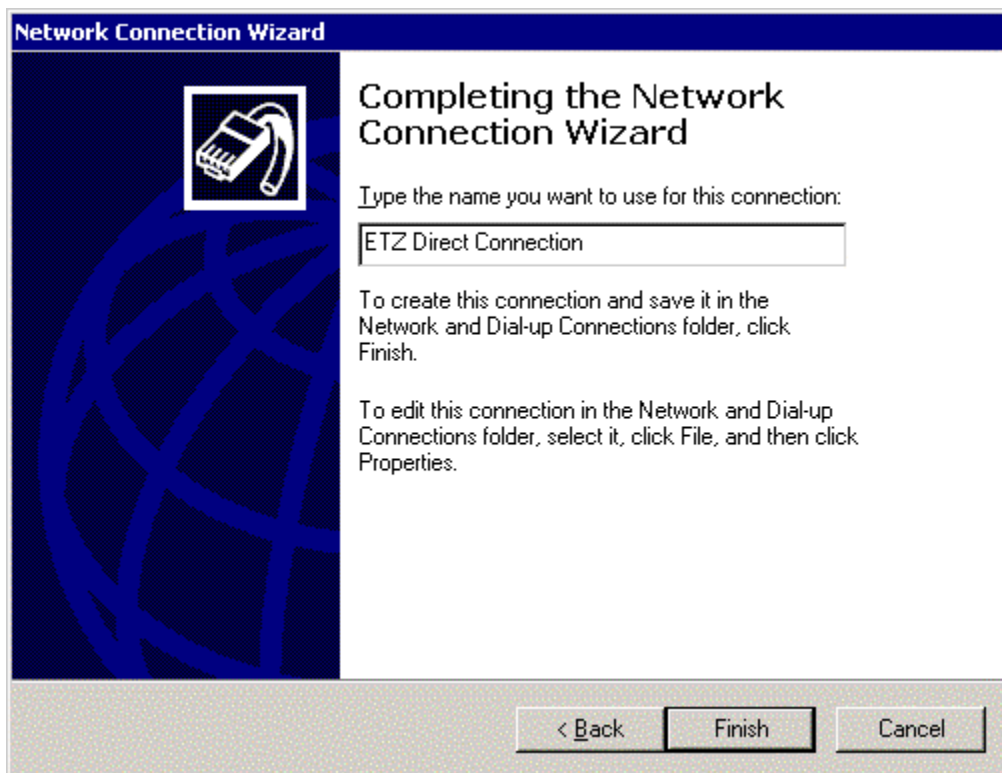 Network Connection Wizard
Completing the Network
Connection Wizard
Type the name you want to use for this connection:
ETZ Direct Connection
To create this connection and save it in the
Network and Dial-up Connections folder, click
Finish.
To edit this connection in the Network and Dial-up
Connections folder, select it, click File, and then click
Properties.
< Back
Finish
Cancel